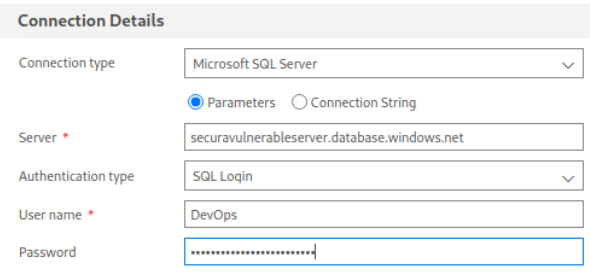 Connection Details
Connection type Microsoft SQL Server
Parameters Connection String
Server * securavulnerableserver.database.windows.net
Authentication type SQL Login
User name * DevOps
Password •••••••••••••••••••••••••